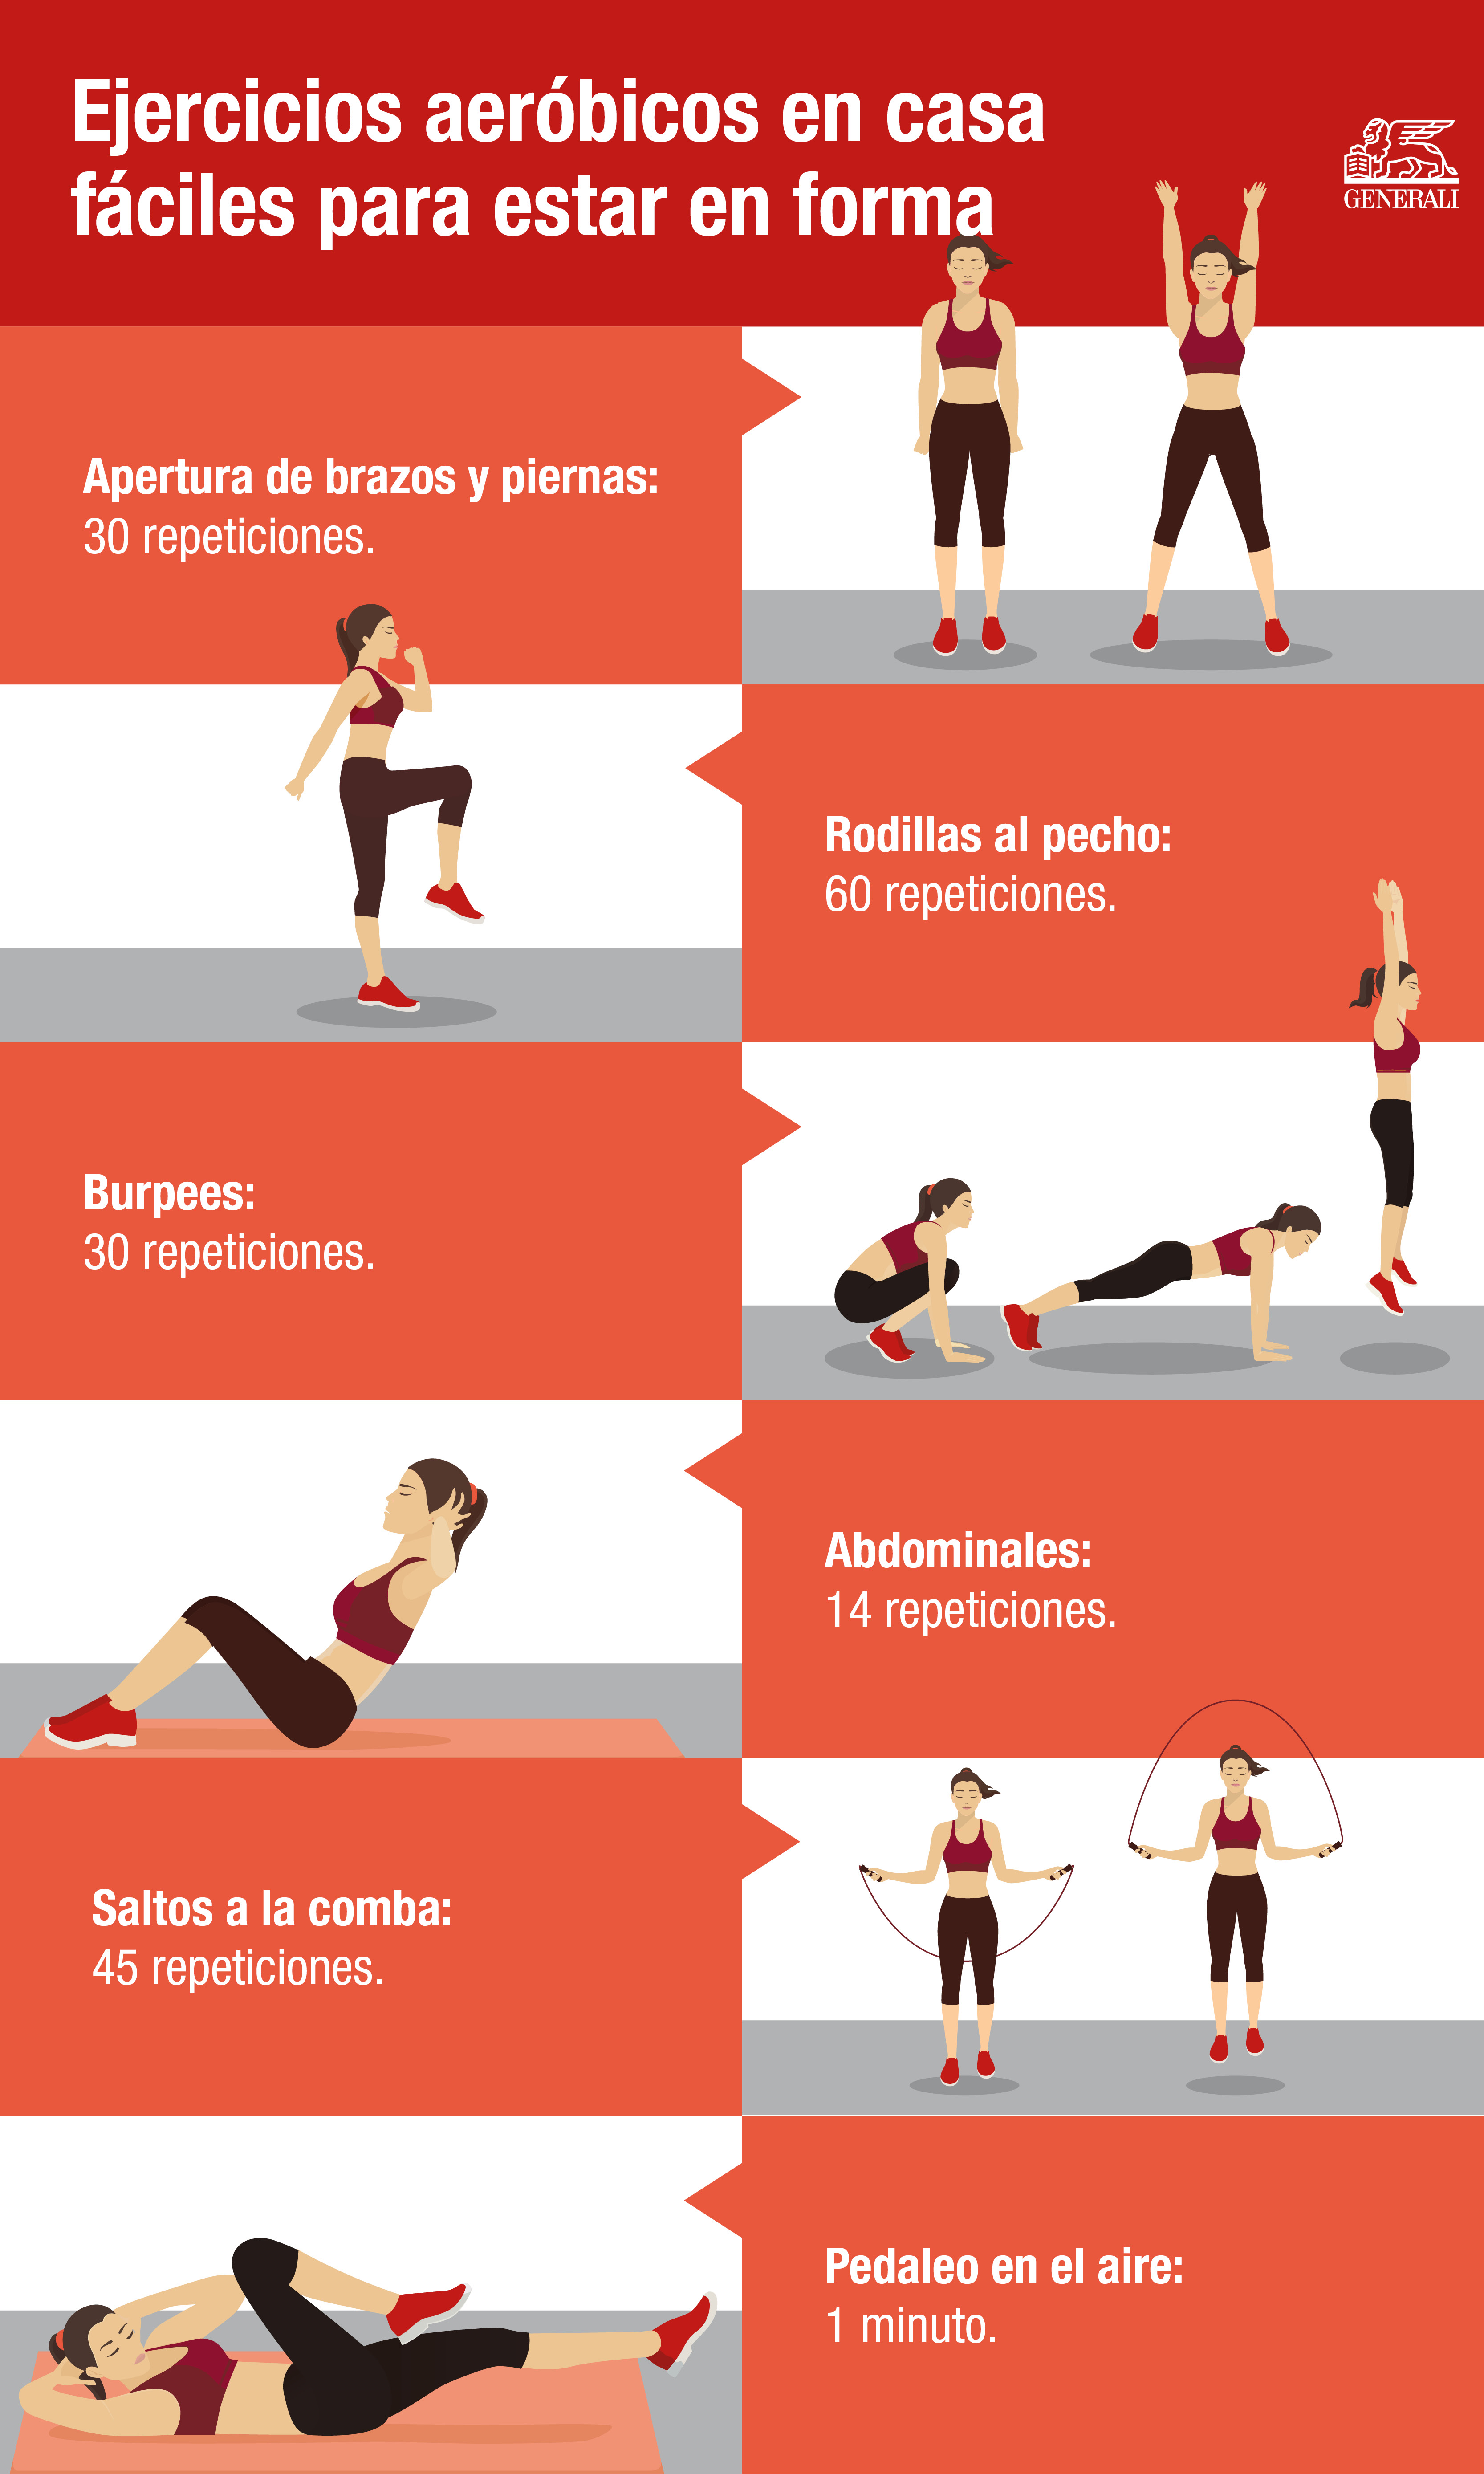 Ejercicios aeróbicos en casa
fáciles para estar en forma
GENERALI
Apertura de brazos y piernas:
30 repeticiones.
Rodillas al pecho:
60 repeticiones.
Burpees:
30 repeticiones.
Abdominales:
14 repeticiones.
Saltos a la comba:
45 repeticiones.
Pedaleo en el aire:
1 minuto.